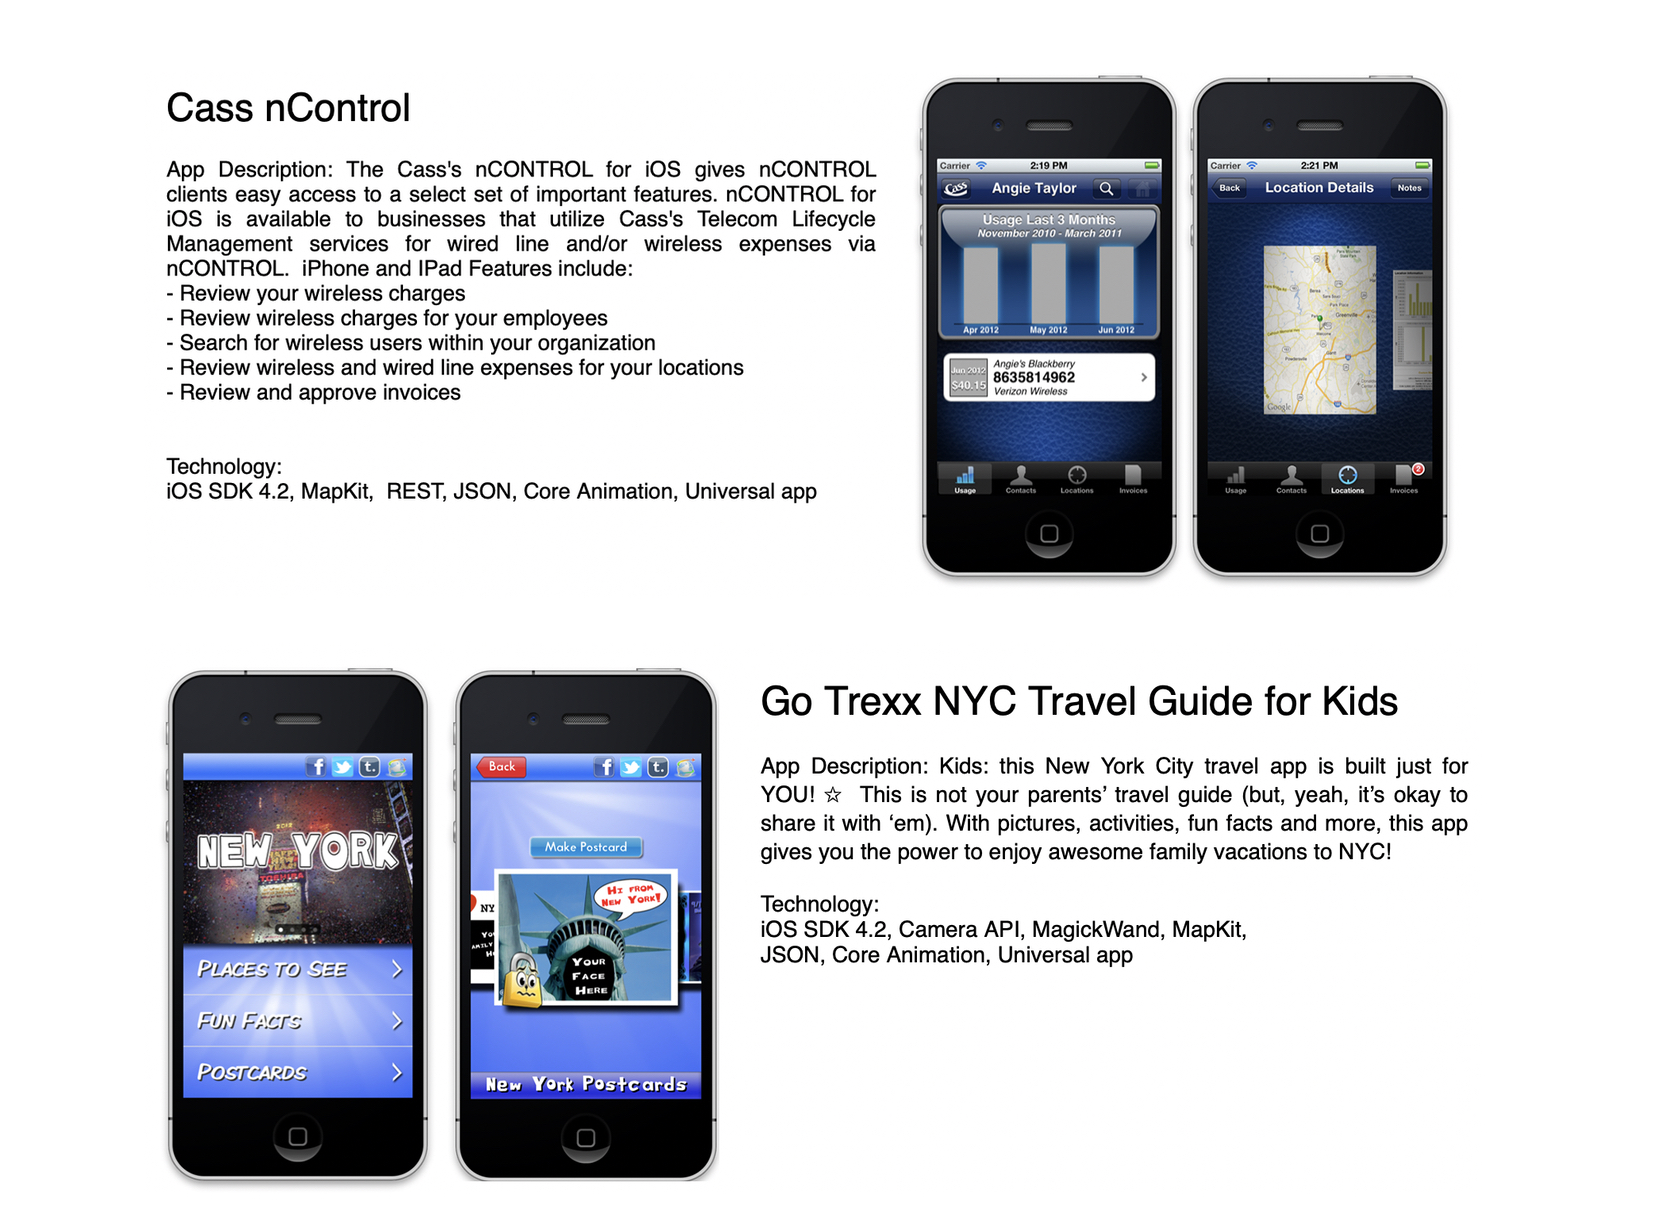 Cass nControl
App Description: The Cass's nCONTROL for iOS gives nCONTROL
clients easy access to a select set of important features. nCONTROL for
iOS is available to businesses that utilize Cass's Telecom Lifecycle
Management services for wired line and/or wireless expenses via
nCONTROL.  iPhone and IPad Features include:
- Review your wireless charges
- Review wireless charges for your employees
- Search for wireless users within your organization
- Review wireless and wired line expenses for your locations
- Review and approve invoices
Technology:
iOS SDK 4.2, MapKit,  REST, JSON, Core Animation, Universal app
Carrier 2:19 PM
Cass Angie Taylor
Usage Last 3 Months
November 2010 - March 2011
Apr 2012 May 2012 Jun 2012
Jun 2012
$40.15
Angie's Blackberry
8635814962
Verizon Wireless
Usage Contacts Locations Invoices
Carrier 2:21 PM
Back Location Details Notes
Greenville
Google
2
Usage Contacts Locations Invoices
f t.
NEW YORK
PLACES TO SEE
FUN FACTS
POSTCARDS
Back f t.
Make Postcard
NY
HI FROM
NEW YORK!
YOUR
FACE
HERE
New York Postcards
Go Trexx NYC Travel Guide for Kids
App Description: Kids: this New York City travel app is built just for
YOU! ☆  This is not your parents’ travel guide (but, yeah, it’s okay to
share it with ‘em). With pictures, activities, fun facts and more, this app
gives you the power to enjoy awesome family vacations to NYC!
Technology:
iOS SDK 4.2, Camera API, MagickWand, MapKit,
JSON, Core Animation, Universal app